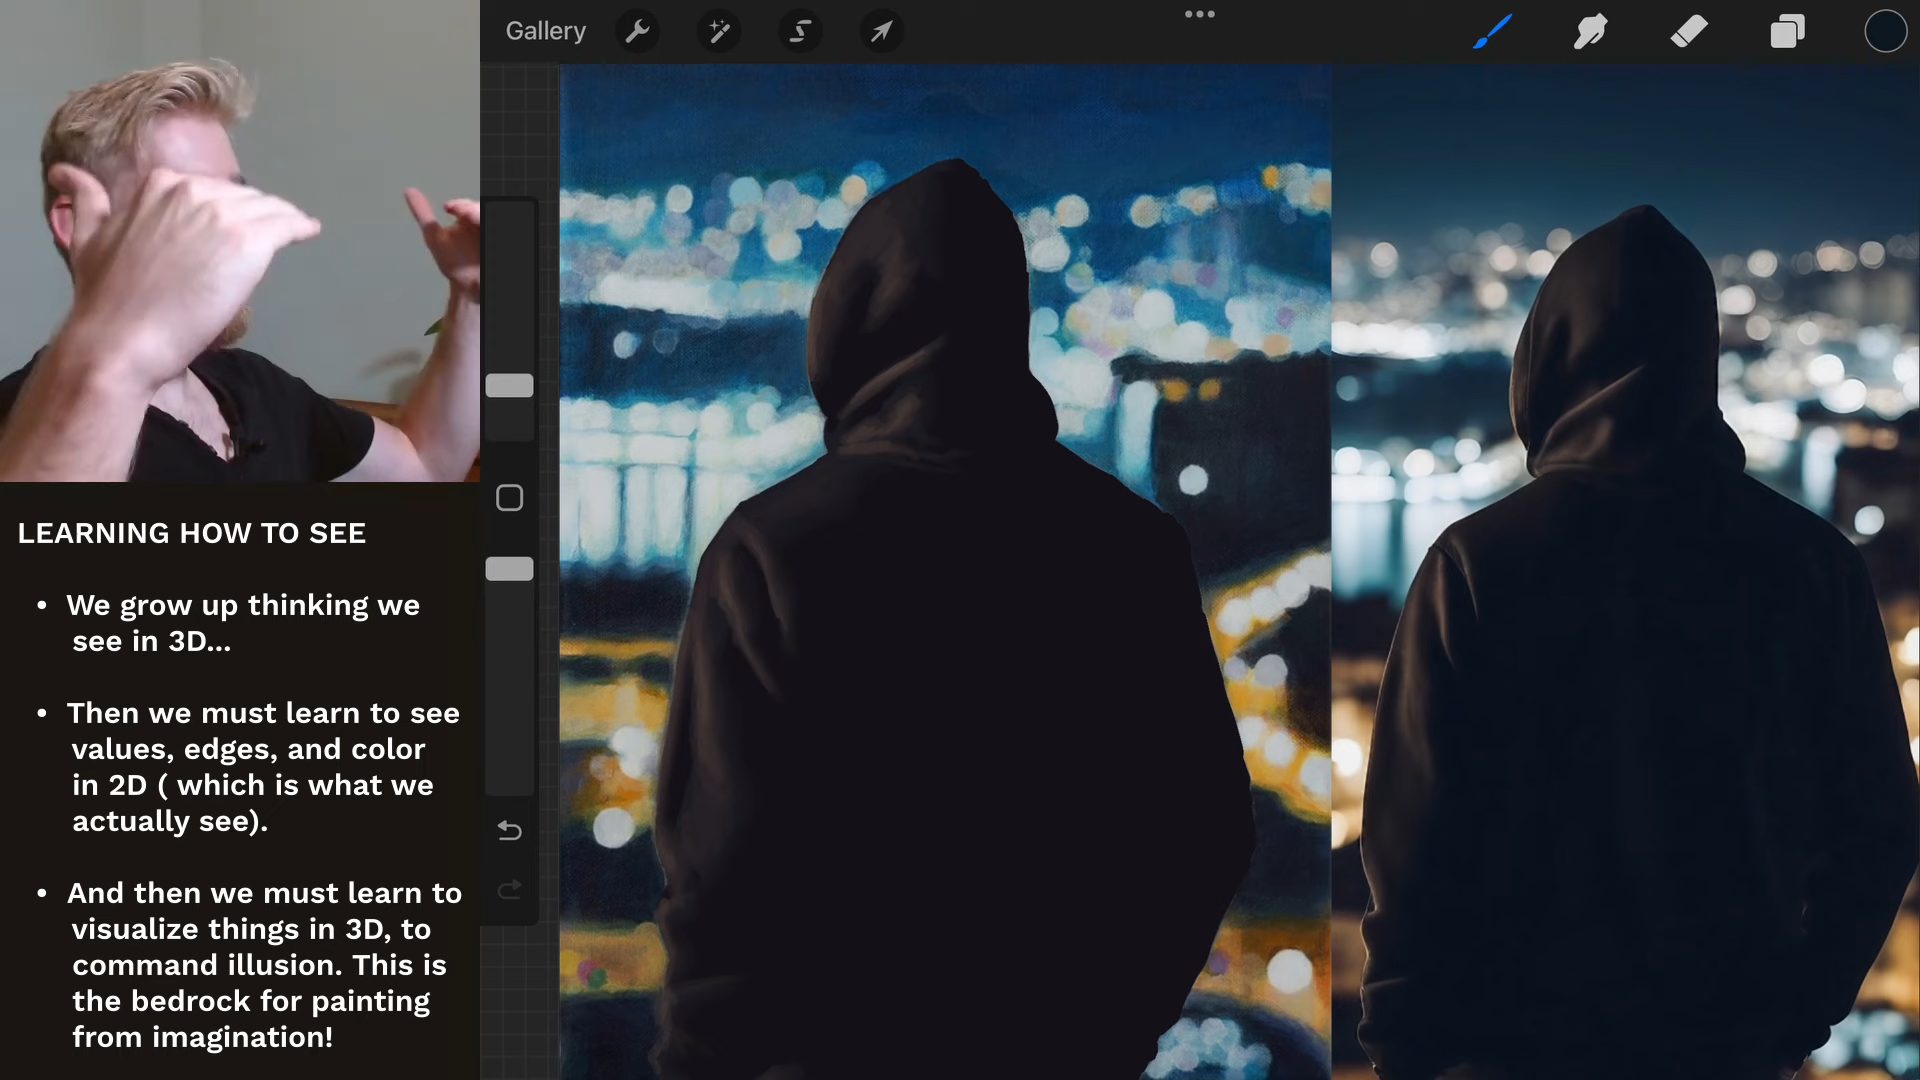 Gallery
LEARNING HOW TO SEE
• We grow up thinking we
see in 3D...
• Then we must learn to see
values, edges, and color
in 2D ( which is what we
actually see).
• And then we must learn to
visualize things in 3D, to
command illusion. This is
the bedrock for painting
from imagination!